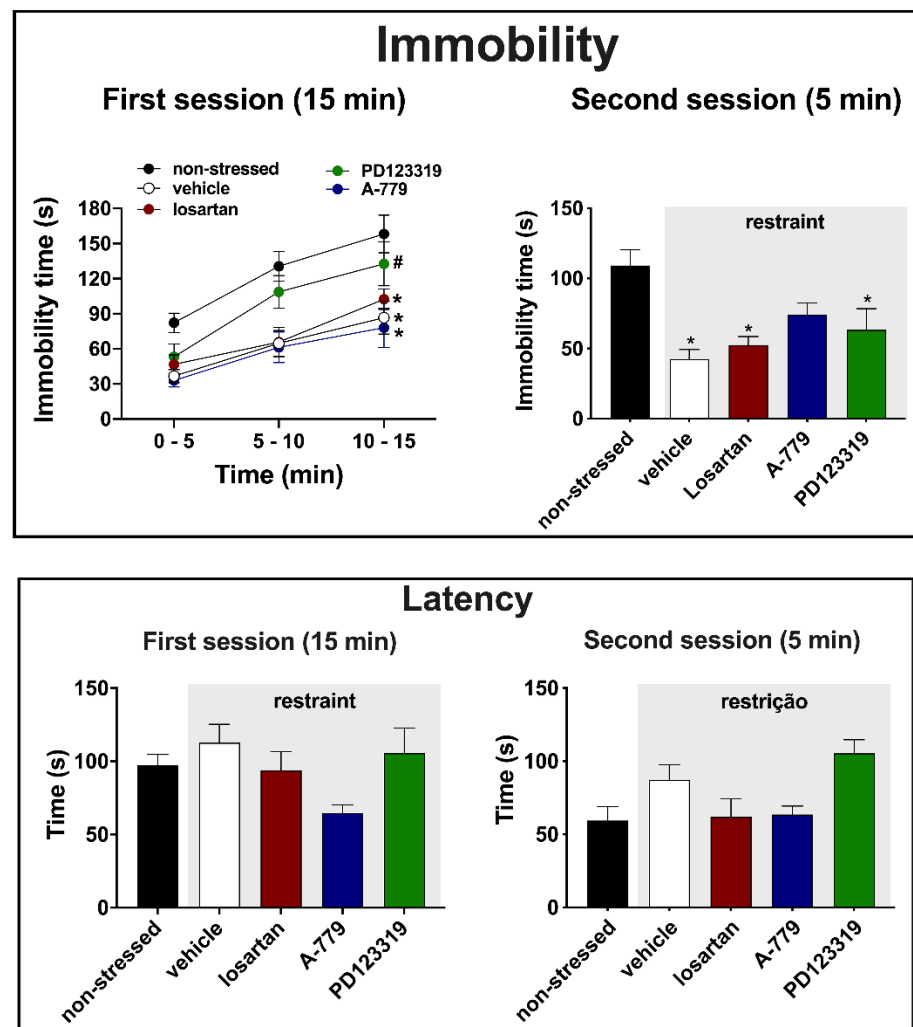 Immobility
First session (15 min)
non-stressed
vehicle
losartan
PD123319
A-779
Immobility time (s)
180
150
120
90
60
30
0
#
*
*
*
0 - 5
5 - 10
10 - 15
Time (min)
Second session (5 min)
restraint
Immobility time (s)
150
100
50
0
*
*
*
non-stressed
vehicle
Losartan
A-779
PD123319
Latency
First session (15 min)
restraint
Time (s)
150
100
50
0
non-stressed
vehicle
losartan
A-779
PD123319
Second session (5 min)
restrição
Time (s)
150
100
50
0
non-stressed
vehicle
losartan
A-779
PD123319